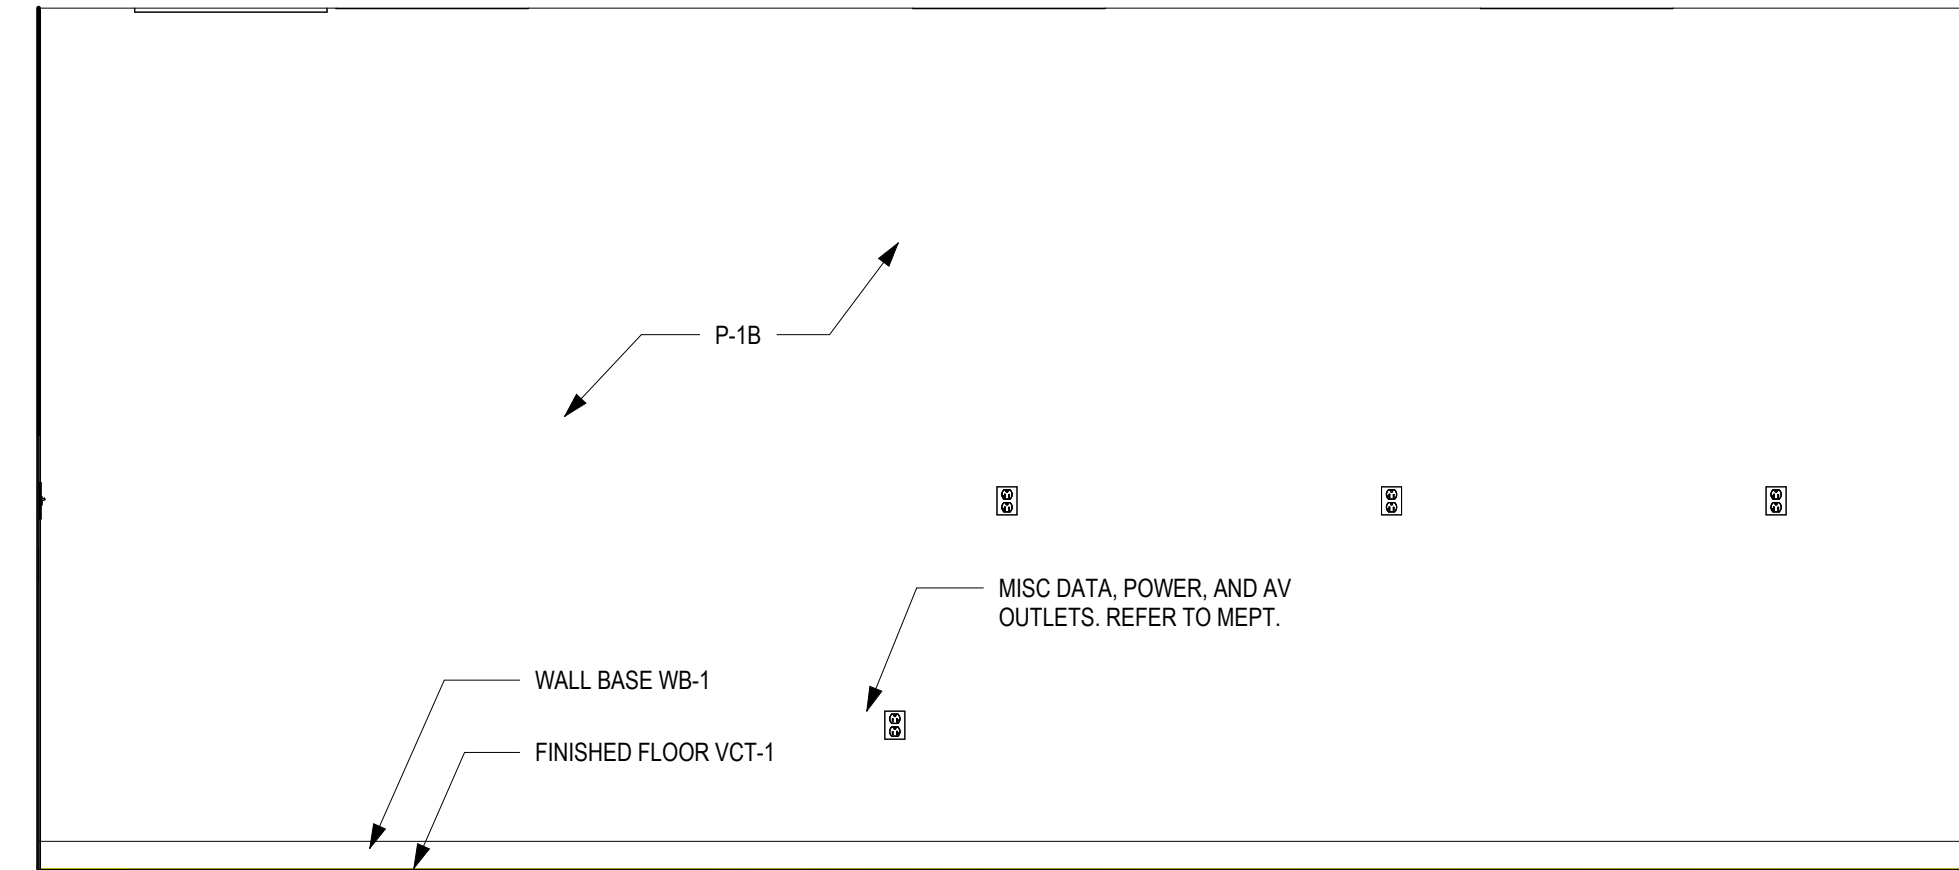 P-1B
MISC DATA, POWER, AND AV
OUTLETS. REFER TO MEPT.
WALL BASE WB-1
FINISHED FLOOR VCT-1